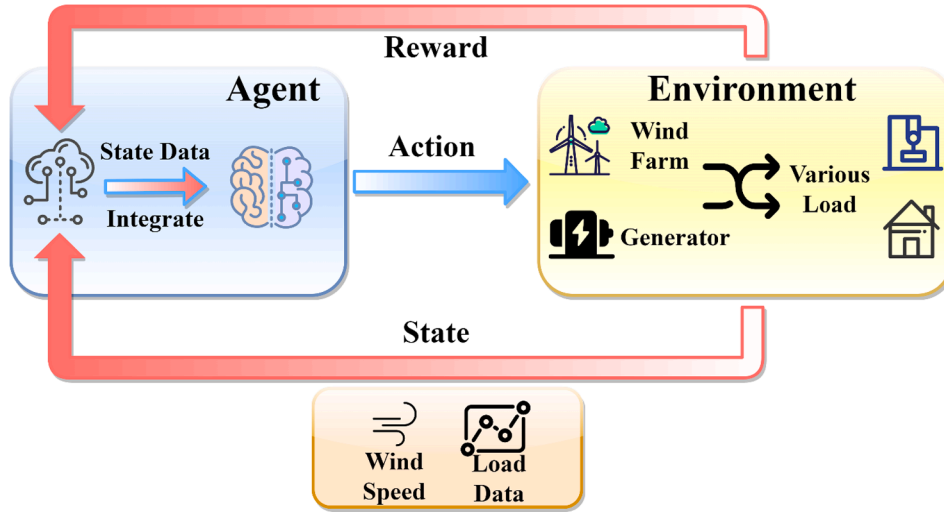 Reward
Agent
Environment
State Data
Integrate
Action
Wind
Farm
Various
Load
Generator
State
Wind
Speed
Load
Data